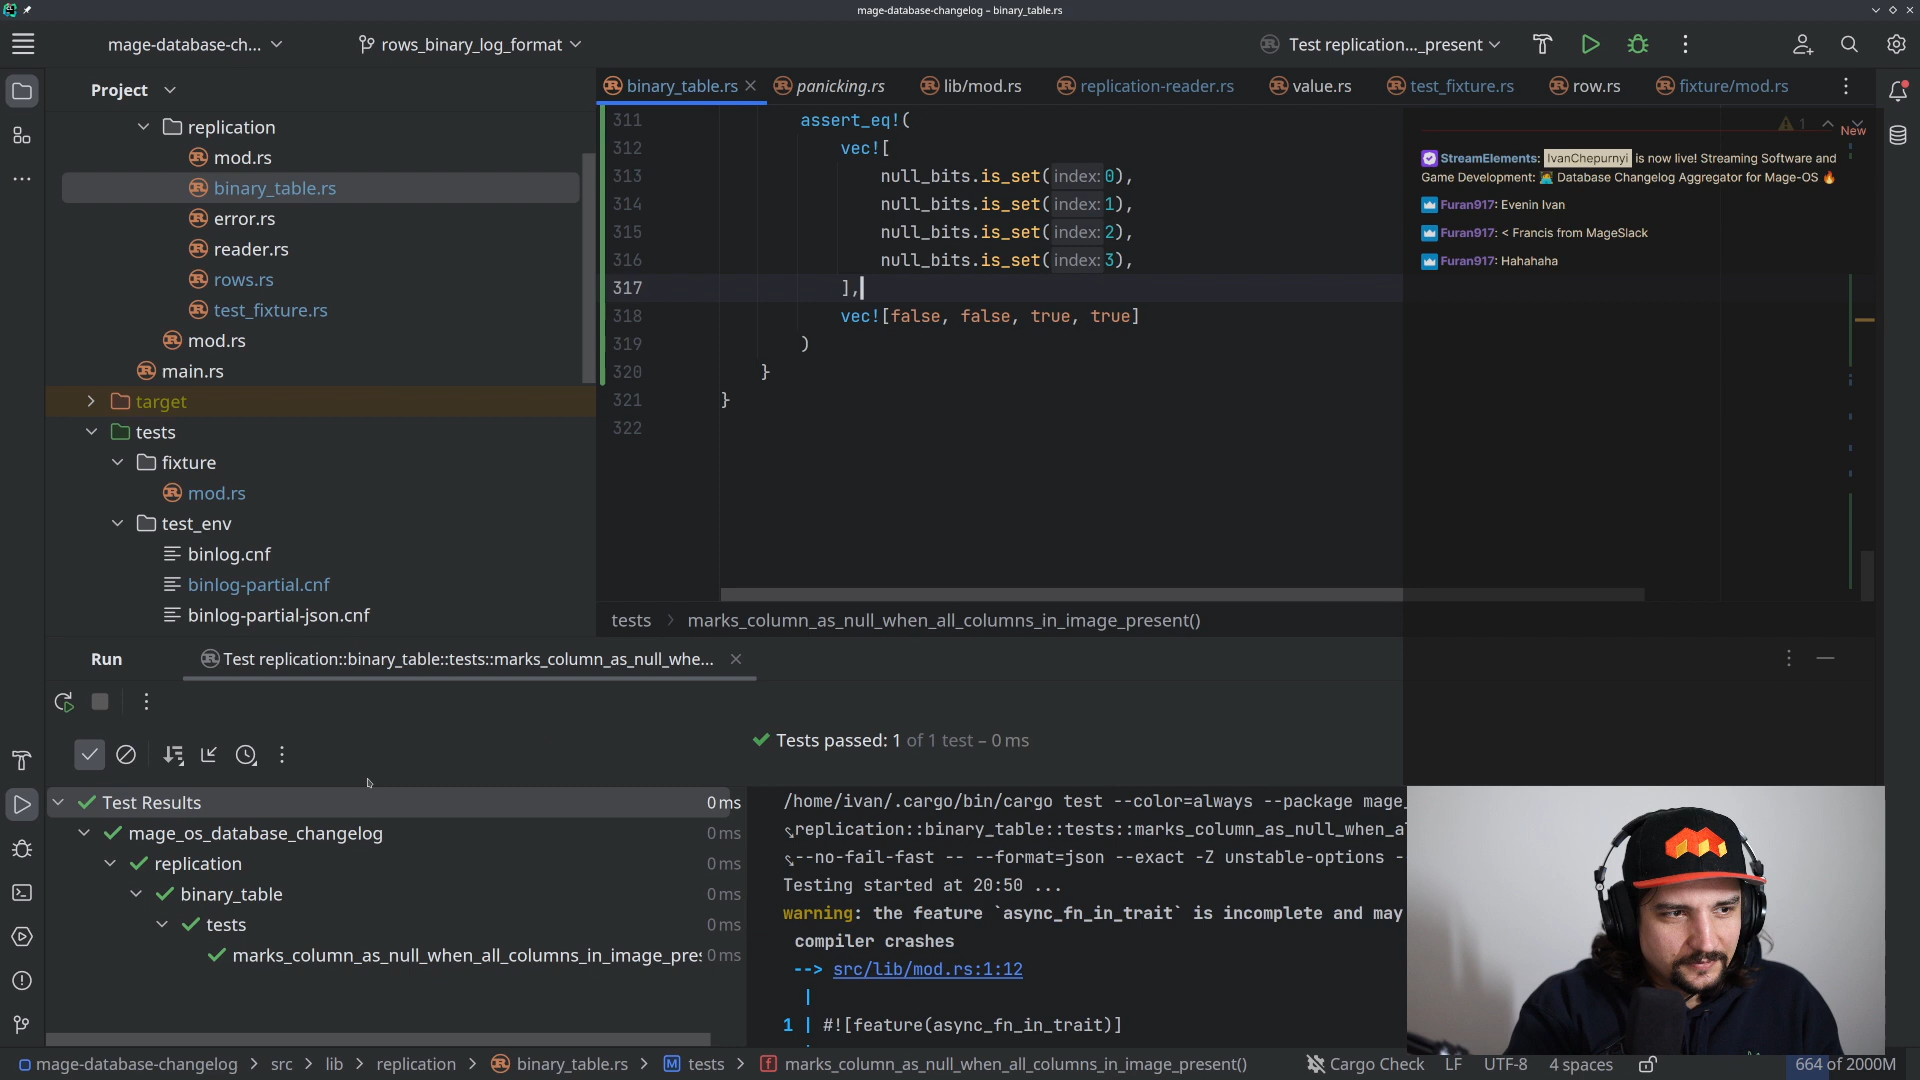 mage-database-changelog – binary_table.rs
mage-database-ch...
rows_binary_log_format
Test replication..._present
Project
replication
mod.rs
binary_table.rs
error.rs
reader.rs
rows.rs
test_fixture.rs
mod.rs
main.rs
target
tests
fixture
mod.rs
test_env
binlog.cnf
binlog-partial.cnf
binlog-partial-json.cnf
binary_table.rs
panicking.rs
lib/mod.rs
replication-reader.rs
value.rs
test_fixture.rs
row.rs
fixture/mod.rs
311 assert_eq!(
312 vec![
313 null_bits.is_set( index: 0),
314 null_bits.is_set( index: 1),
315 null_bits.is_set( index: 2),
316 null_bits.is_set( index: 3),
317 ],
318 vec![false, false, true, true]
319 )
320 }
321 }
322
1
New
StreamElements: IvanChepurnyi is now live! Streaming Software and
Game Development: 🧑‍💻 Database Changelog Aggregator for Mage-OS 🔥
Furan917: Evenin Ivan
Furan917: < Francis from MageSlack
Furan917: Hahahaha
tests > marks_column_as_null_when_all_columns_in_image_present()
Run
Test replication::binary_table::tests::marks_column_as_null_whe...
Tests passed: 1 of 1 test – 0 ms
Test Results 0 ms
mage_os_database_changelog 0 ms
replication 0 ms
binary_table 0 ms
tests 0 ms
marks_column_as_null_when_all_columns_in_image_pres 0 ms
/home/ivan/.cargo/bin/cargo test --color=always --package mage_
replication::binary_table::tests::marks_column_as_null_when_a
--no-fail-fast -- --format=json --exact -Z unstable-options -
Testing started at 20:50 ...
warning: the feature `async_fn_in_trait` is incomplete and may
compiler crashes
--> src/lib/mod.rs:1:12
|
1 | #![feature(async_fn_in_trait)]
mage-database-changelog > src > lib > replication > binary_table.rs > tests > marks_column_as_null_when_all_columns_in_image_present()
Cargo Check LF UTF-8 4 spaces 664 of 2000M